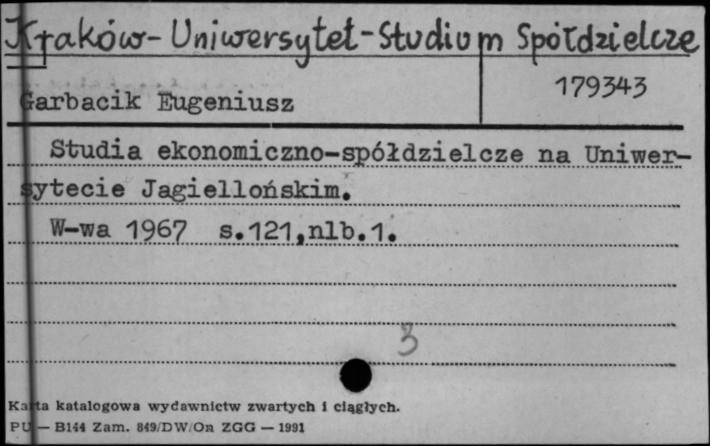 Kraków-Uniwersytet-Studium Spółdzielcze
179343
Garbacik Eugeniusz
Studia ekonomiczno-spółdzielcze na Uniwer-
sytecie Jagiellońskim.
W-wa 1967 s.121,nlb.1.
3
Karta katalogowa wydawnictw zwartych i ciągłych.
PU — B144 Zam. 849/DW/On ZGG — 1991